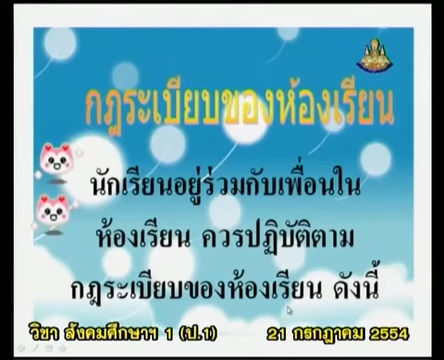 กฎระเบียบของห้องเรียน
นักเรียนอยู่ร่วมกับเพื่อนใน
ห้องเรียน ควรปฏิบัติตาม
กฎระเบียบของห้องเรียน ดังนี้
วิชา สังคมศึกษาฯ 1 (ป.1) 21 กรกฎาคม 2554